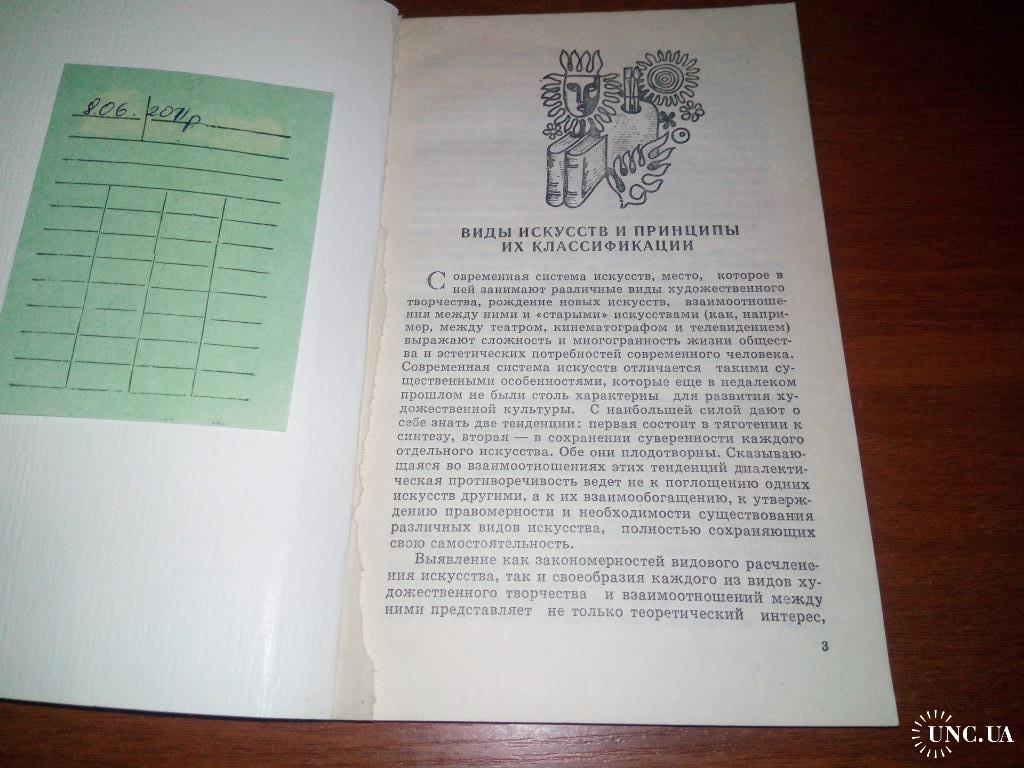 8.06. 2011р
ВИДЫ ИСКУССТВ И ПРИНЦИПЫ
ИХ КЛАССИФИКАЦИИ
Современная система искусств, место, которое в
ней занимают различные виды художественного
творчества, рождение новых искусств, взаимоотноше-
ния между ними и «старыми» искусствами (как, напри-
мер, между театром, кинематографом и телевидением)
выражают сложность и многогранность жизни общест-
ва и эстетических потребностей современного человека.
Современная система искусств отличается такими су-
щественными особенностями, которые еще в недалеком
прошлом не были столь характерны для развития ху-
дожественной культуры. С наибольшей силой дают о
себе знать две тенденции: первая состоит в тяготении к
синтезу, вторая — в сохранении суверенности каждого
отдельного искусства. Обе они плодотворны. Сказываю-
щаяся во взаимоотношениях этих тенденций диалекти-
ческая противоречивость ведет не к поглощению одних
искусств другими, а к их взаимообогащению, к утверж-
дению правомерности и необходимости существования
различных видов искусства, полностью сохраняющих
свою самостоятельность.
Выявление как закономерностей видового расчлене-
ния искусства, так и своеобразия каждого из видов ху-
дожественного творчества и взаимоотношений между
ними представляет не только теоретический интерес,
3
UNC.UA